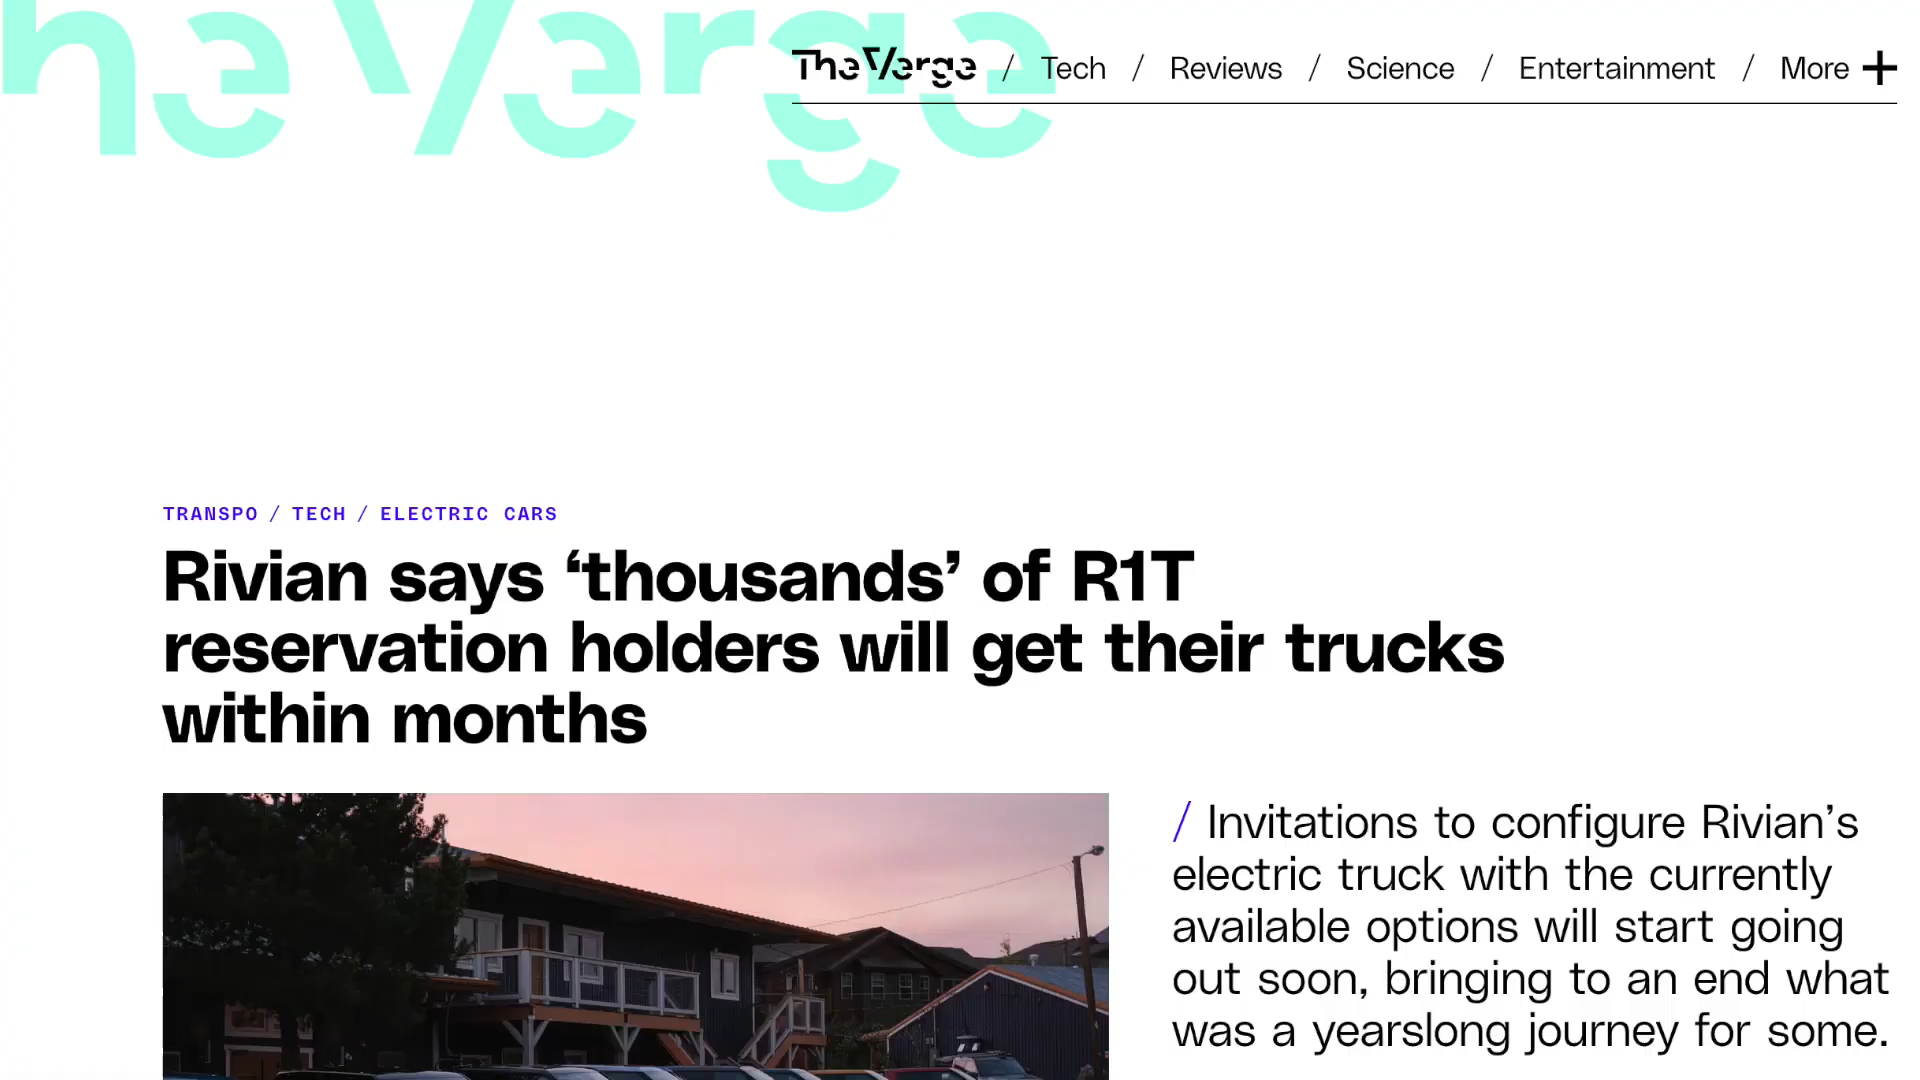 The Verge
The Verge / Tech / Reviews / Science / Entertainment / More +
TRANSPO / TECH / ELECTRIC CARS
Rivian says ‘thousands’ of R1T
reservation holders will get their trucks
within months
/ Invitations to configure Rivian’s
electric truck with the currently
available options will start going
out soon, bringing to an end what
was a yearslong journey for some.